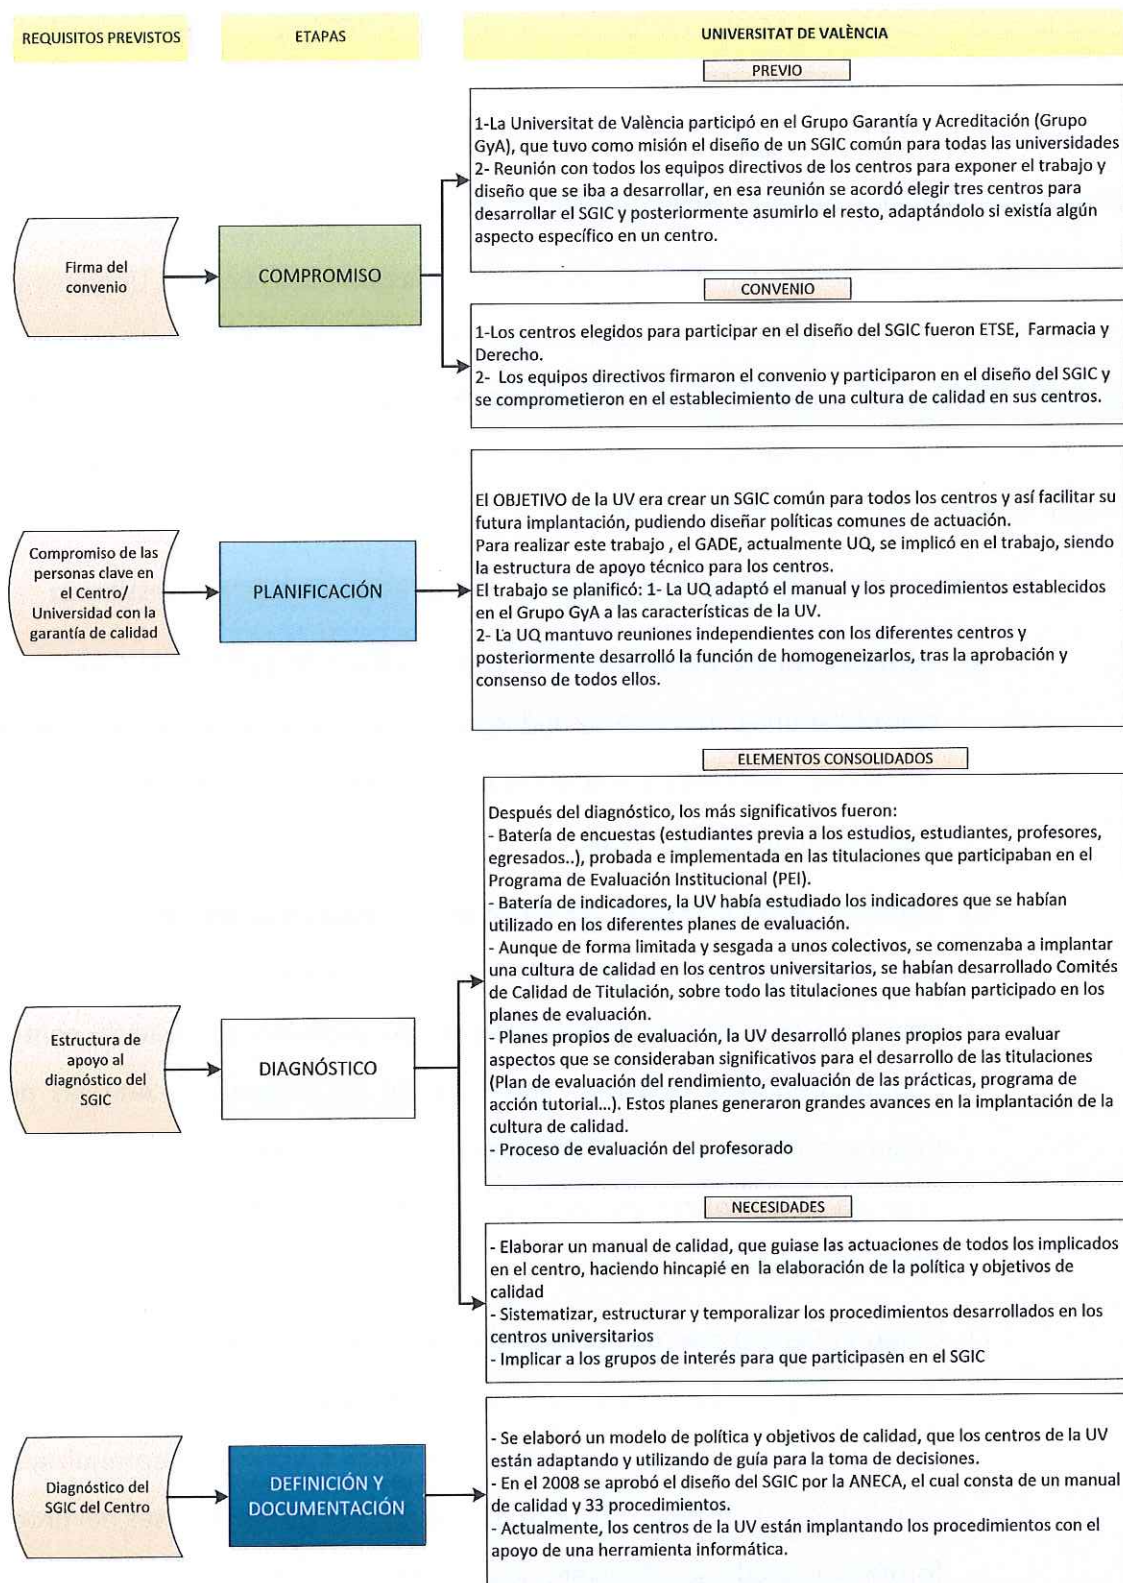 REQUISITOS PREVISTOS
ETAPAS
UNIVERSITAT DE VALÈNCIA
PREVIO
1-La Universitat de València participó en el Grupo Garantía y Acreditación (Grupo
GyA), que tuvo como misión el diseño de un SGIC común para todas las universidades
2- Reunión con todos los equipos directivos de los centros para exponer el trabajo y
diseño que se iba a desarrollar, en esa reunión se acordó elegir tres centros para
desarrollar el SGIC y posteriormente asumirlo el resto, adaptándolo si existía algún
aspecto específico en un centro.
Firma del
convenio
COMPROMISO
CONVENIO
1-Los centros elegidos para participar en el diseño del SGIC fueron ETSE, Farmacia y
Derecho.
2- Los equipos directivos firmaron el convenio y participaron en el diseño del SGIC y
se comprometieron en el establecimiento de una cultura de calidad en sus centros.
Compromiso de las
personas clave en
el Centro/
Universidad con la
garantía de calidad
PLANIFICACIÓN
El OBJETIVO de la UV era crear un SGIC común para todos los centros y así facilitar su
futura implantación, pudiendo diseñar políticas comunes de actuación.
Para realizar este trabajo , el GADE, actualmente UQ, se implicó en el trabajo, siendo
la estructura de apoyo técnico para los centros.
El trabajo se planificó: 1- La UQ adaptó el manual y los procedimientos establecidos
en el Grupo GyA a las características de la UV.
2- La UQ mantuvo reuniones independientes con los diferentes centros y
posteriormente desarrolló la función de homogeneizarlos, tras la aprobación y
consenso de todos ellos.
ELEMENTOS CONSOLIDADOS
Después del diagnóstico, los más significativos fueron:
- Batería de encuestas (estudiantes previa a los estudios, estudiantes, profesores,
egresados..), probada e implementada en las titulaciones que participaban en el
Programa de Evaluación Institucional (PEI).
- Batería de indicadores, la UV había estudiado los indicadores que se habían
utilizado en los diferentes planes de evaluación.
- Aunque de forma limitada y sesgada a unos colectivos, se comenzaba a implantar
una cultura de calidad en los centros universitarios, se habían desarrollado Comités
de Calidad de Titulación, sobre todo las titulaciones que habían participado en los
planes de evaluación.
- Planes propios de evaluación, la UV desarrolló planes propios para evaluar
aspectos que se consideraban significativos para el desarrollo de las titulaciones
(Plan de evaluación del rendimiento, evaluación de las prácticas, programa de
acción tutorial...). Estos planes generaron grandes avances en la implantación de la
cultura de calidad.
- Proceso de evaluación del profesorado
Estructura de
apoyo al
diagnóstico del
SGIC
DIAGNÓSTICO
NECESIDADES
- Elaborar un manual de calidad, que guiase las actuaciones de todos los implicados
en el centro, haciendo hincapié en la elaboración de la política y objetivos de
calidad
- Sistematizar, estructurar y temporalizar los procedimientos desarrollados en los
centros universitarios
- Implicar a los grupos de interés para que participasen en el SGIC
Diagnóstico del
SGIC del Centro
DEFINICIÓN Y
DOCUMENTACIÓN
- Se elaboró un modelo de política y objetivos de calidad, que los centros de la UV
están adaptando y utilizando de guía para la toma de decisiones.
- En el 2008 se aprobó el diseño del SGIC por la ANECA, el cual consta de un manual
de calidad y 33 procedimientos.
- Actualmente, los centros de la UV están implantando los procedimientos con el
apoyo de una herramienta informática.